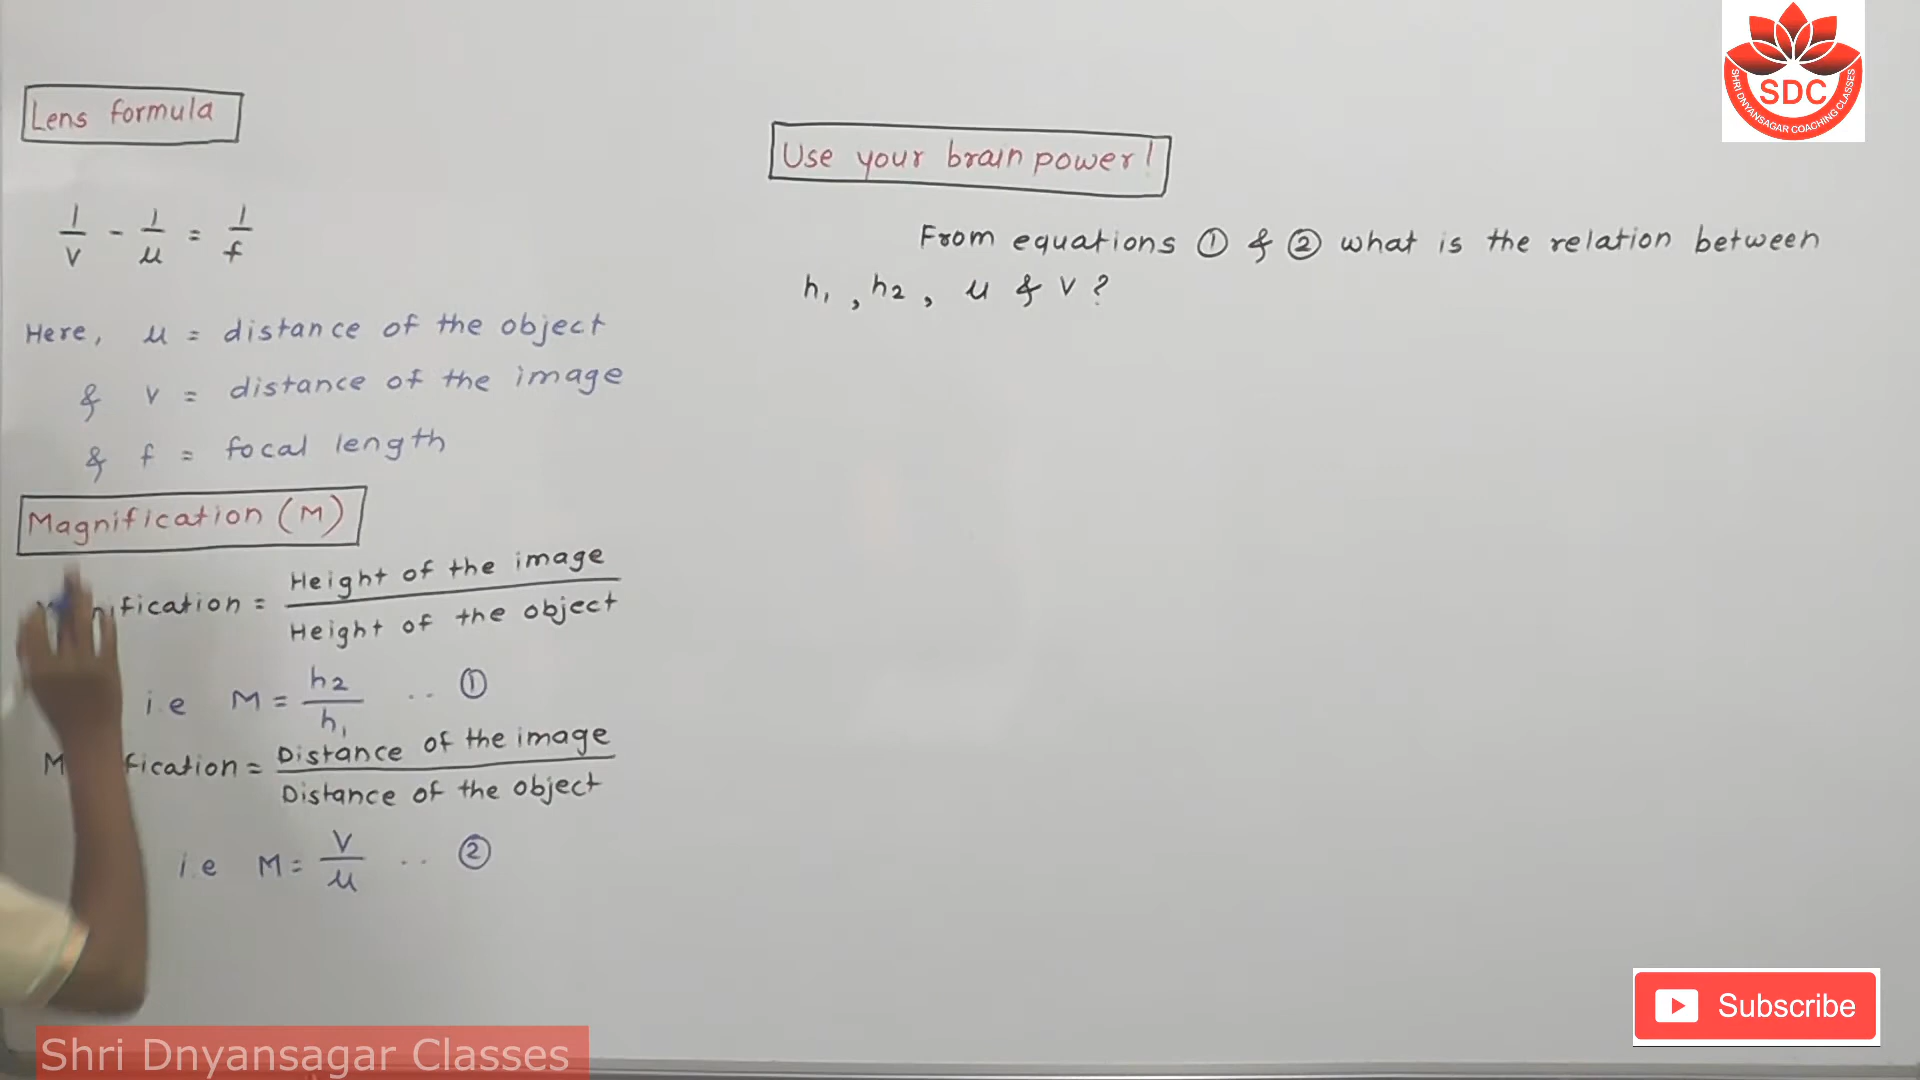 Lens formula
1/v - 1/u = 1/f
Here, u = distance of the object
& v = distance of the image
& f = focal length
Magnification (M)
nification = Height of the image / Height of the object
i.e M = h2/h1 .. ①
M fication = Distance of the image / Distance of the object
i.e M = v/u .. ②
Use your brain power!
From equations ① & ② what is the relation between
h1, h2, u & v?
SDC
SHRI DNYANSAGAR COACHING CLASSES
Subscribe
Shri Dnyansagar Classes